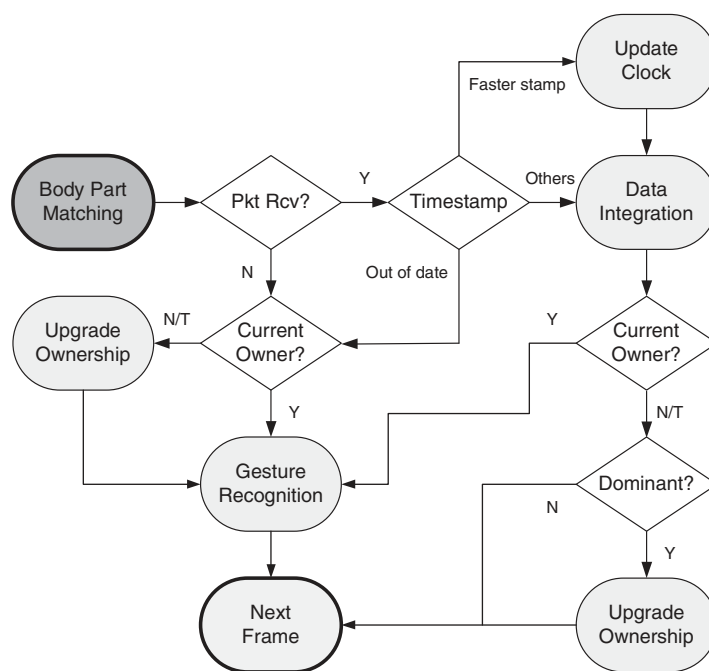 Update
Clock
Faster stamp
Body Part
Matching
Pkt Rcv?
Y
Timestamp
Others
Data
Integration
N
Out of date
Upgrade
Ownership
N/T
Current
Owner?
Y
Current
Owner?
Y
N/T
Gesture
Recognition
Dominant?
N
Y
Next
Frame
Upgrade
Ownership